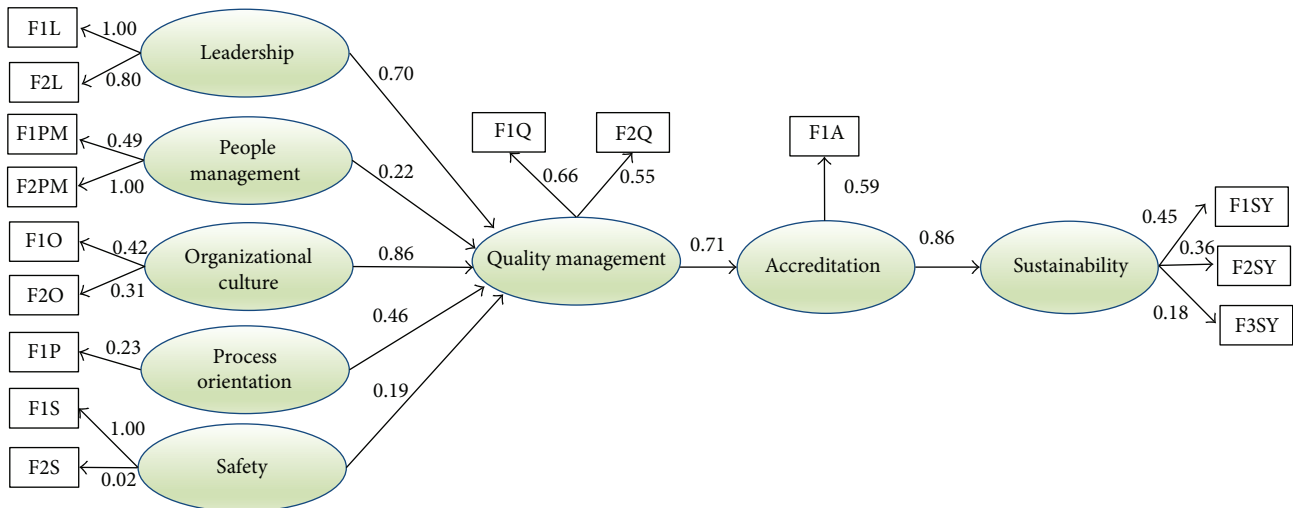 F1L
1.00
Leadership
0.80
F2L
0.70
F1PM
0.49
People
management
F2PM
1.00
0.22
F1Q
F2Q
0.66
0.55
F1A
0.59
F1O
0.42
Organizational
culture
F2O
0.31
0.86
Quality management
0.71
Accreditation
0.86
Sustainability
0.45
F1SY
0.36
F2SY
0.18
F3SY
F1P
0.23
Process
orientation
0.46
F1S
1.00
Safety
F2S
0.02
0.19